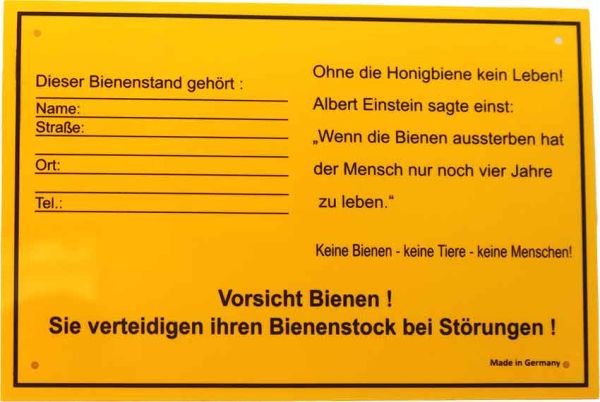 Dieser Bienenstand gehört :
Name:
Straße:
Ort:
Tel.:
Ohne die Honigbiene kein Leben!
Albert Einstein sagte einst:
„Wenn die Bienen aussterben hat
der Mensch nur noch vier Jahre
zu leben.“
Keine Bienen - keine Tiere - keine Menschen!
Vorsicht Bienen !
Sie verteidigen ihren Bienenstock bei Störungen !
Made in Germany